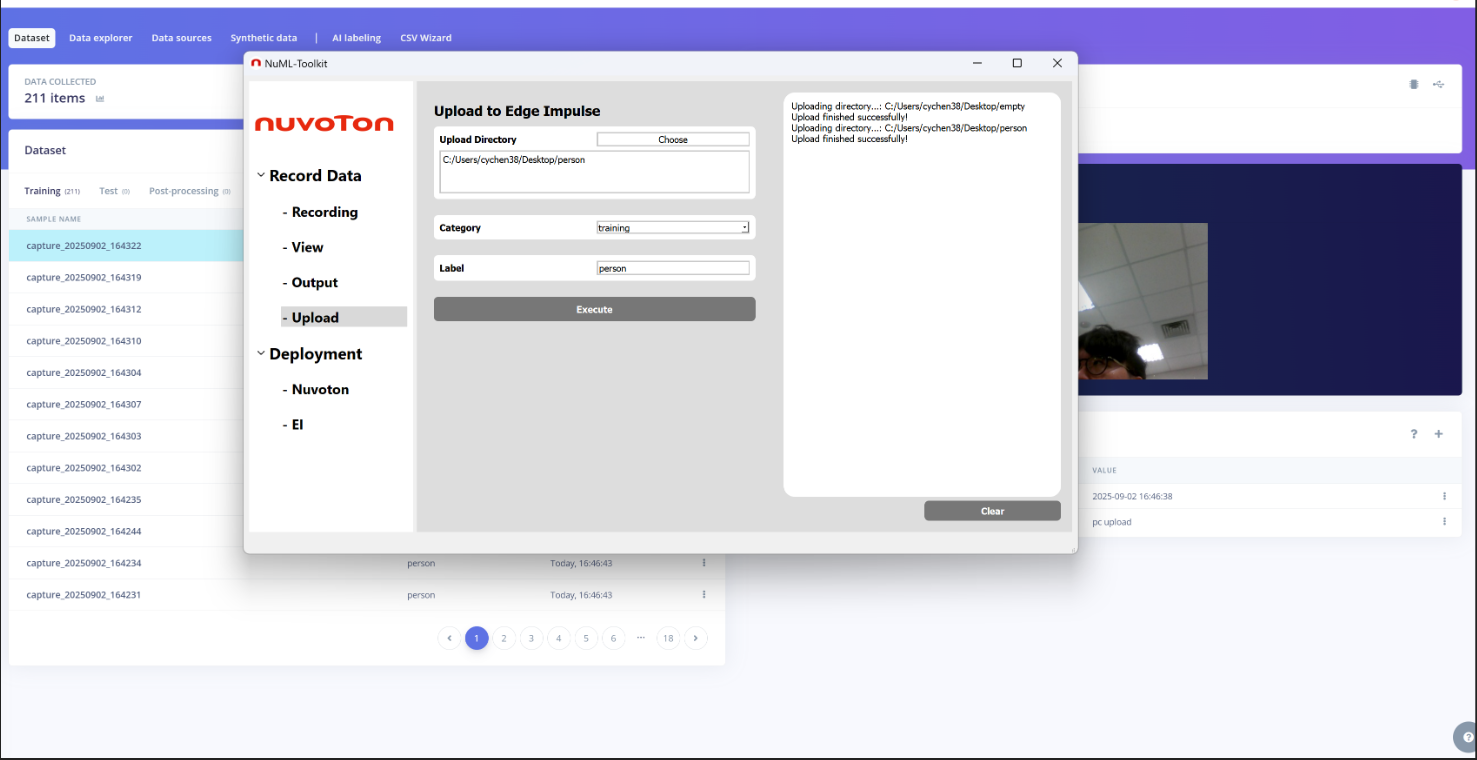 Dataset
Data explorer
Data sources
Synthetic data
|
AI labeling
CSV Wizard
DATA COLLECTED
211 items
Dataset
Training (211)
Test (0)
Post-processing (0)
SAMPLE NAME
capture_20250902_164322
capture_20250902_164319
capture_20250902_164312
capture_20250902_164310
capture_20250902_164304
capture_20250902_164307
capture_20250902_164303
capture_20250902_164302
capture_20250902_164235
capture_20250902_164244
capture_20250902_164234 person Today, 16:46:43
capture_20250902_164231 person Today, 16:46:43
1 2 3 4 5 6 ... 18
NuML-Toolkit
nuvoTon
Record Data
- Recording
- View
- Output
- Upload
Deployment
- Nuvoton
- EI
Upload to Edge Impulse
Upload Directory
Choose
C:/Users/cychen38/Desktop/person
Category
training
Label
person
Execute
Uploading directory...: C:/Users/cychen38/Desktop/empty
Upload finished successfully!
Uploading directory...: C:/Users/cychen38/Desktop/person
Upload finished successfully!
Clear
? +
VALUE
2025-09-02 16:46:38
pc upload
?